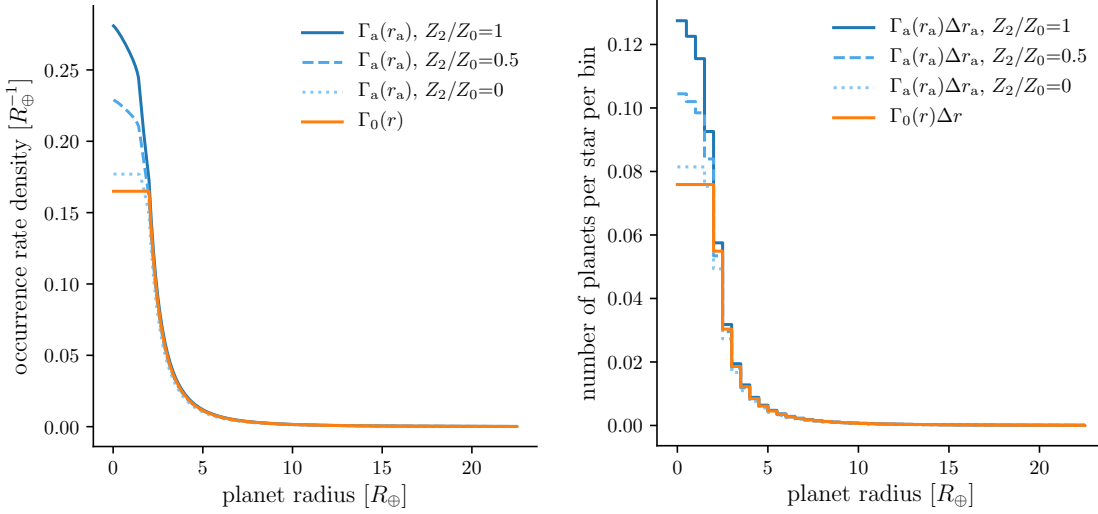 occurrence rate density [R⊕⁻¹]
0.25
0.20
0.15
0.10
0.05
0.00
Γₐ(rₐ), Z₂/Z₀=1
Γₐ(rₐ), Z₂/Z₀=0.5
Γₐ(rₐ), Z₂/Z₀=0
Γ₀(r)
0 5 10 15 20
planet radius [R⊕]
number of planets per star per bin
0.12
0.10
0.08
0.06
0.04
0.02
0.00
Γₐ(rₐ)Δrₐ, Z₂/Z₀=1
Γₐ(rₐ)Δrₐ, Z₂/Z₀=0.5
Γₐ(rₐ)Δrₐ, Z₂/Z₀=0
Γ₀(r)Δr
0 5 10 15 20
planet radius [R⊕]